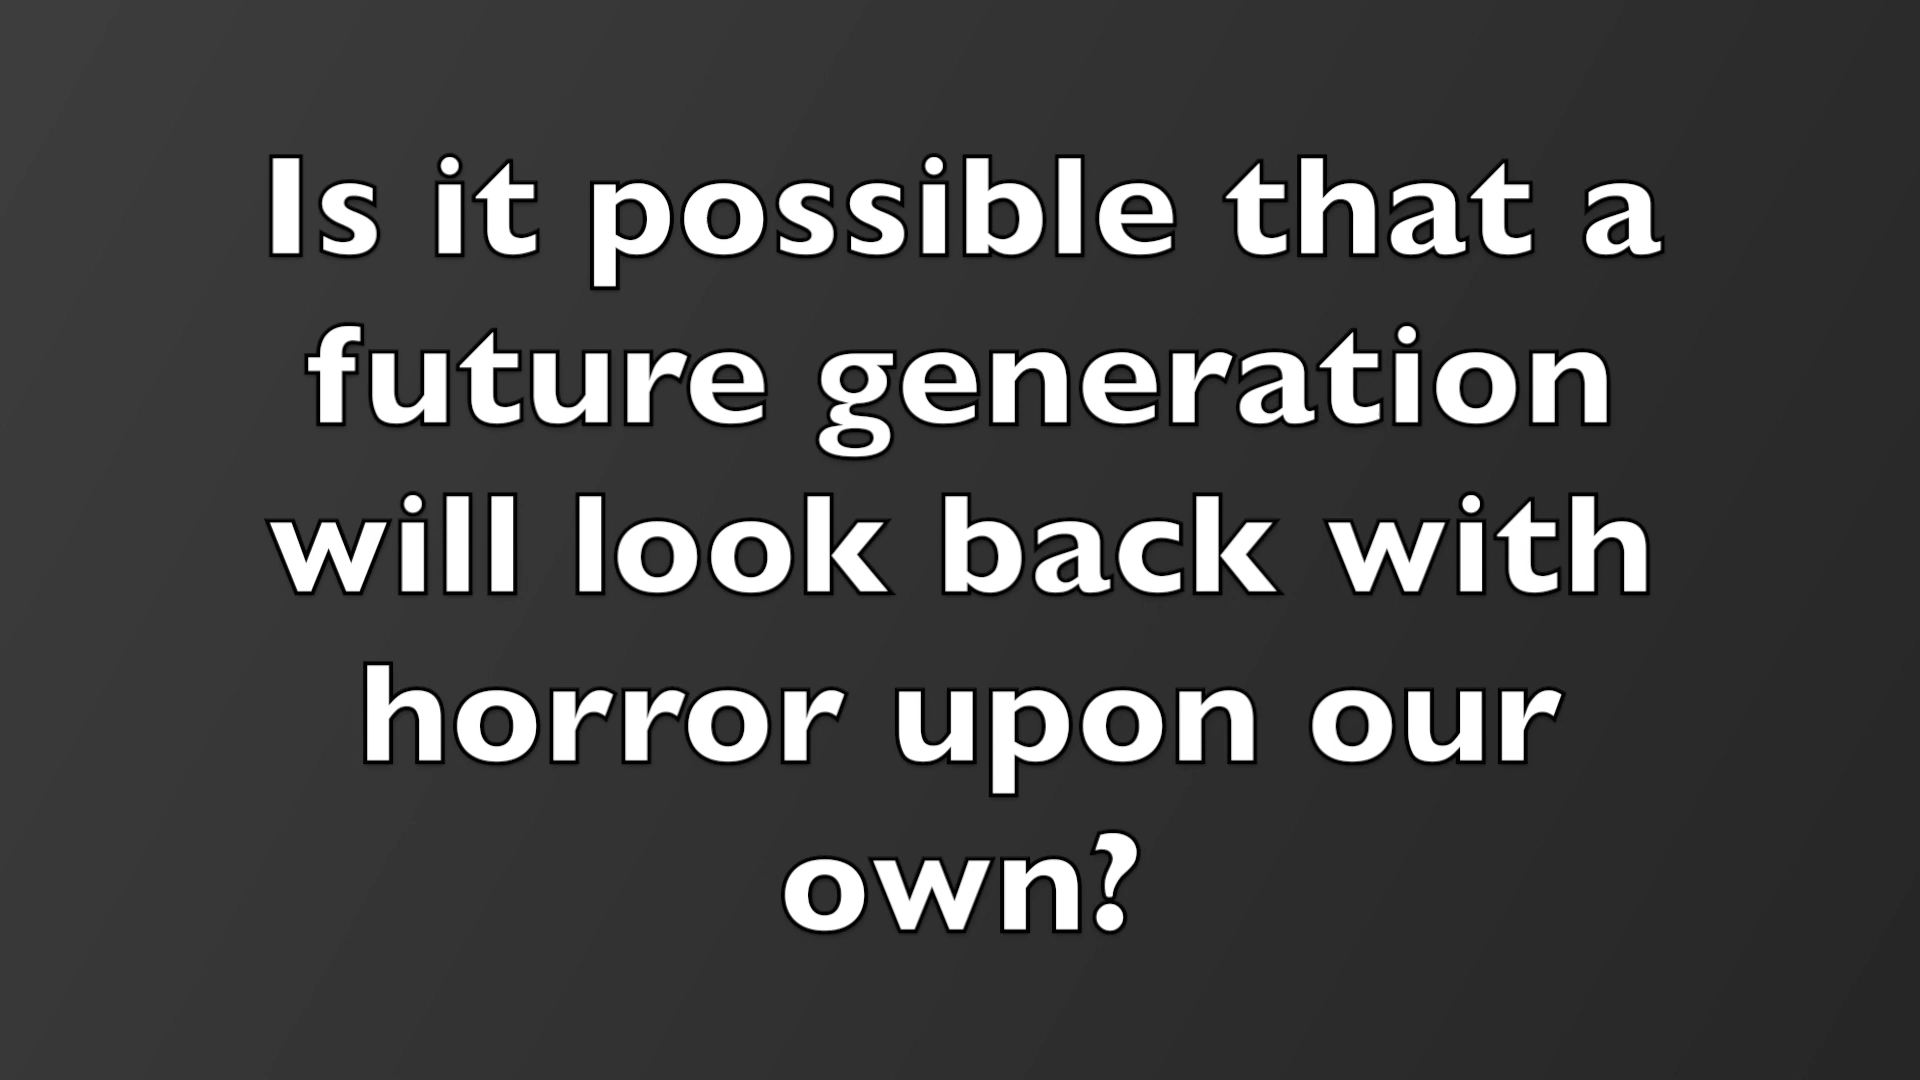 Is it possible that a
future generation
will look back with
horror upon our
own?